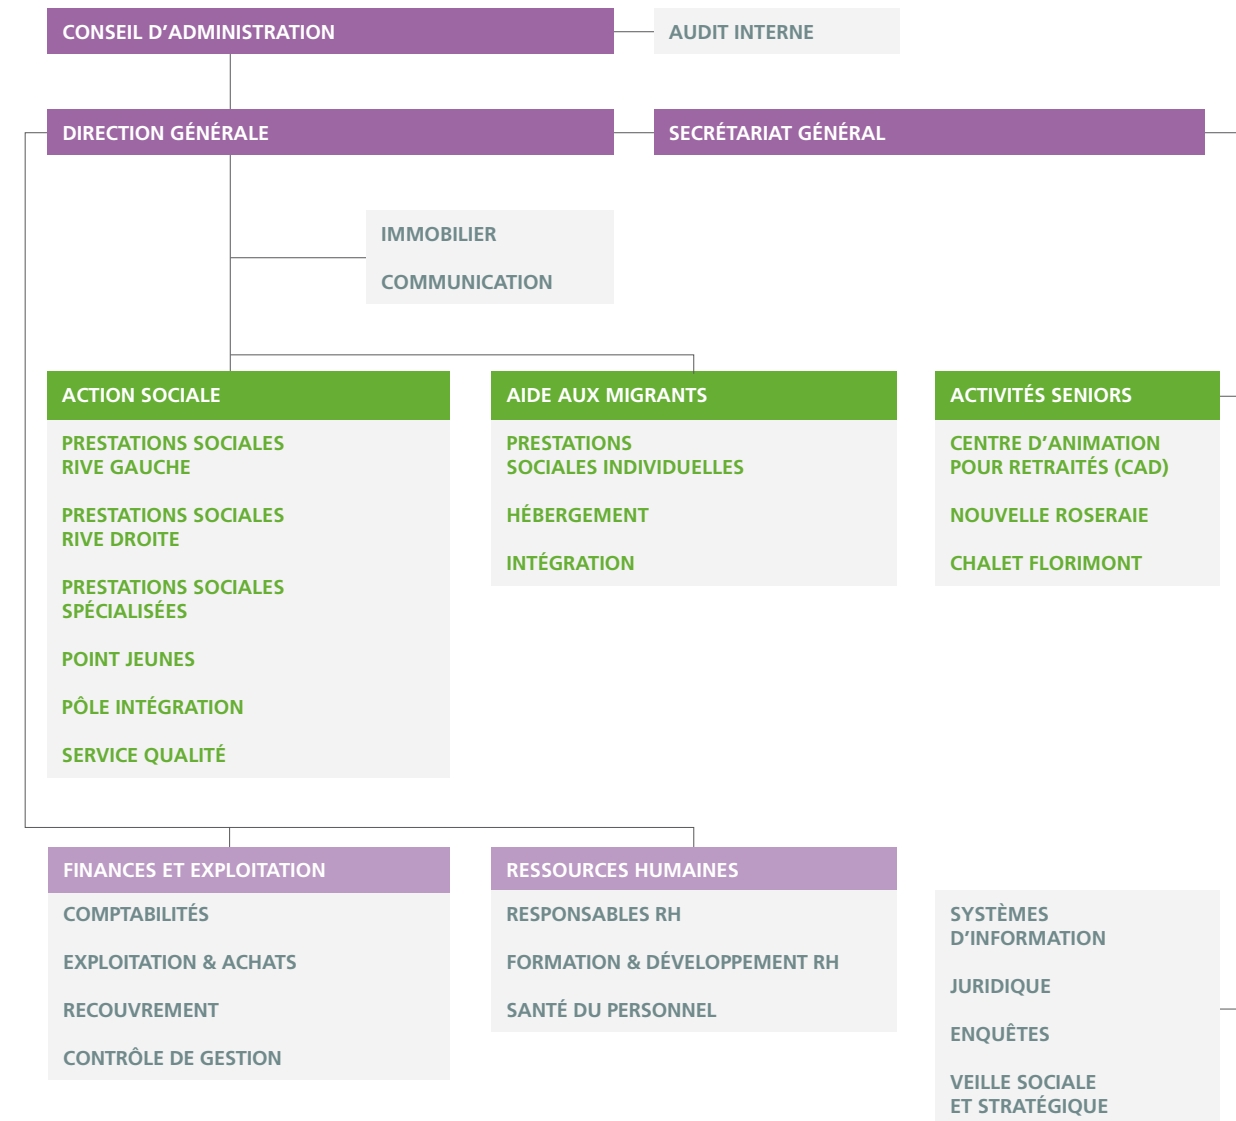 CONSEIL D’ADMINISTRATION
AUDIT INTERNE
DIRECTION GÉNÉRALE
SECRÉTARIAT GÉNÉRAL
IMMOBILIER
COMMUNICATION
ACTION SOCIALE
PRESTATIONS SOCIALES
RIVE GAUCHE
PRESTATIONS SOCIALES
RIVE DROITE
PRESTATIONS SOCIALES
SPÉCIALISÉES
POINT JEUNES
PÔLE INTÉGRATION
SERVICE QUALITÉ
AIDE AUX MIGRANTS
PRESTATIONS
SOCIALES INDIVIDUELLES
HÉBERGEMENT
INTÉGRATION
ACTIVITÉS SENIORS
CENTRE D’ANIMATION
POUR RETRAITÉS (CAD)
NOUVELLE ROSERAIE
CHALET FLORIMONT
FINANCES ET EXPLOITATION
COMPTABILITÉS
EXPLOITATION & ACHATS
RECOUVREMENT
CONTRÔLE DE GESTION
RESSOURCES HUMAINES
RESPONSABLES RH
FORMATION & DÉVELOPPEMENT RH
SANTÉ DU PERSONNEL
SYSTÈMES
D’INFORMATION
JURIDIQUE
ENQUÊTES
VEILLE SOCIALE
ET STRATÉGIQUE